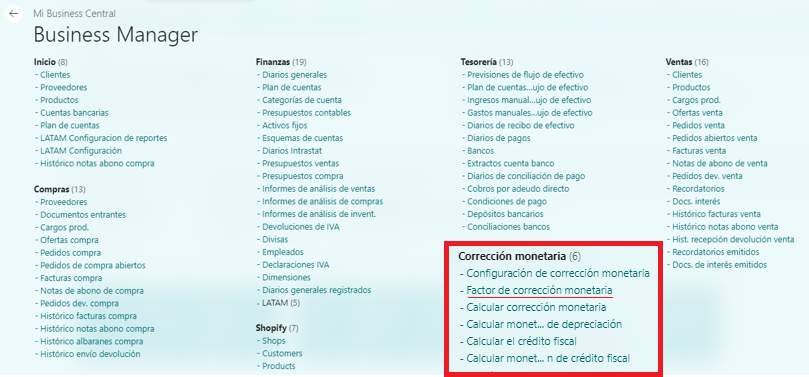 Mi Business Central
Business Manager
Inicio (8)
- Clientes
- Proveedores
- Productos
- Cuentas bancarias
- Plan de cuentas
- LATAM Configuracion de reportes
- LATAM Configuración
- Histórico notas abono compra
Compras (13)
- Proveedores
- Documentos entrantes
- Cargos prod.
- Ofertas compra
- Pedidos compra
- Pedidos de compra abiertos
- Facturas compra
- Notas de abono de compra
- Pedidos dev. compra
- Histórico facturas compra
- Histórico notas abono compra
- Histórico albaranes compra
- Histórico envío devolución
Finanzas (19)
- Diarios generales
- Plan de cuentas
- Categorías de cuenta
- Presupuestos contables
- Activos fijos
- Esquemas de cuentas
- Diarios Intrastat
- Presupuestos ventas
- Presupuestos compra
- Informes de análisis de ventas
- Informes de análisis de compras
- Informes de análisis de invent.
- Devoluciones de IVA
- Divisas
- Empleados
- Declaraciones IVA
- Dimensiones
- Diarios generales registrados
- LATAM (5)
Shopify (7)
- Shops
- Customers
- Products
Tesorería (13)
- Previsiones de flujo de efectivo
- Plan de cuentas...ujo de efectivo
- Ingresos manual...ujo de efectivo
- Gastos manuales...ujo de efectivo
- Diarios de recibo de efectivo
- Diarios de pagos
- Bancos
- Extractos cuenta banco
- Diarios de conciliación de pago
- Cobros por adeudo directo
- Condiciones de pago
- Depósitos bancarios
- Conciliaciones bancos
Corrección monetaria (6)
- Configuración de corrección monetaria
- Factor de corrección monetaria
- Calcular corrección monetaria
- Calcular monet... de depreciación
- Calcular el crédito fiscal
- Calcular monet... n de crédito fiscal
Ventas (16)
- Clientes
- Productos
- Cargos prod.
- Ofertas venta
- Pedidos venta
- Pedidos abiertos venta
- Facturas venta
- Notas de abono de venta
- Pedidos dev. venta
- Recordatorios
- Docs. interés
- Histórico facturas venta
- Histórico notas abono venta
- Hist. recepción devolución venta
- Recordatorios emitidos
- Docs. de interés emitidos